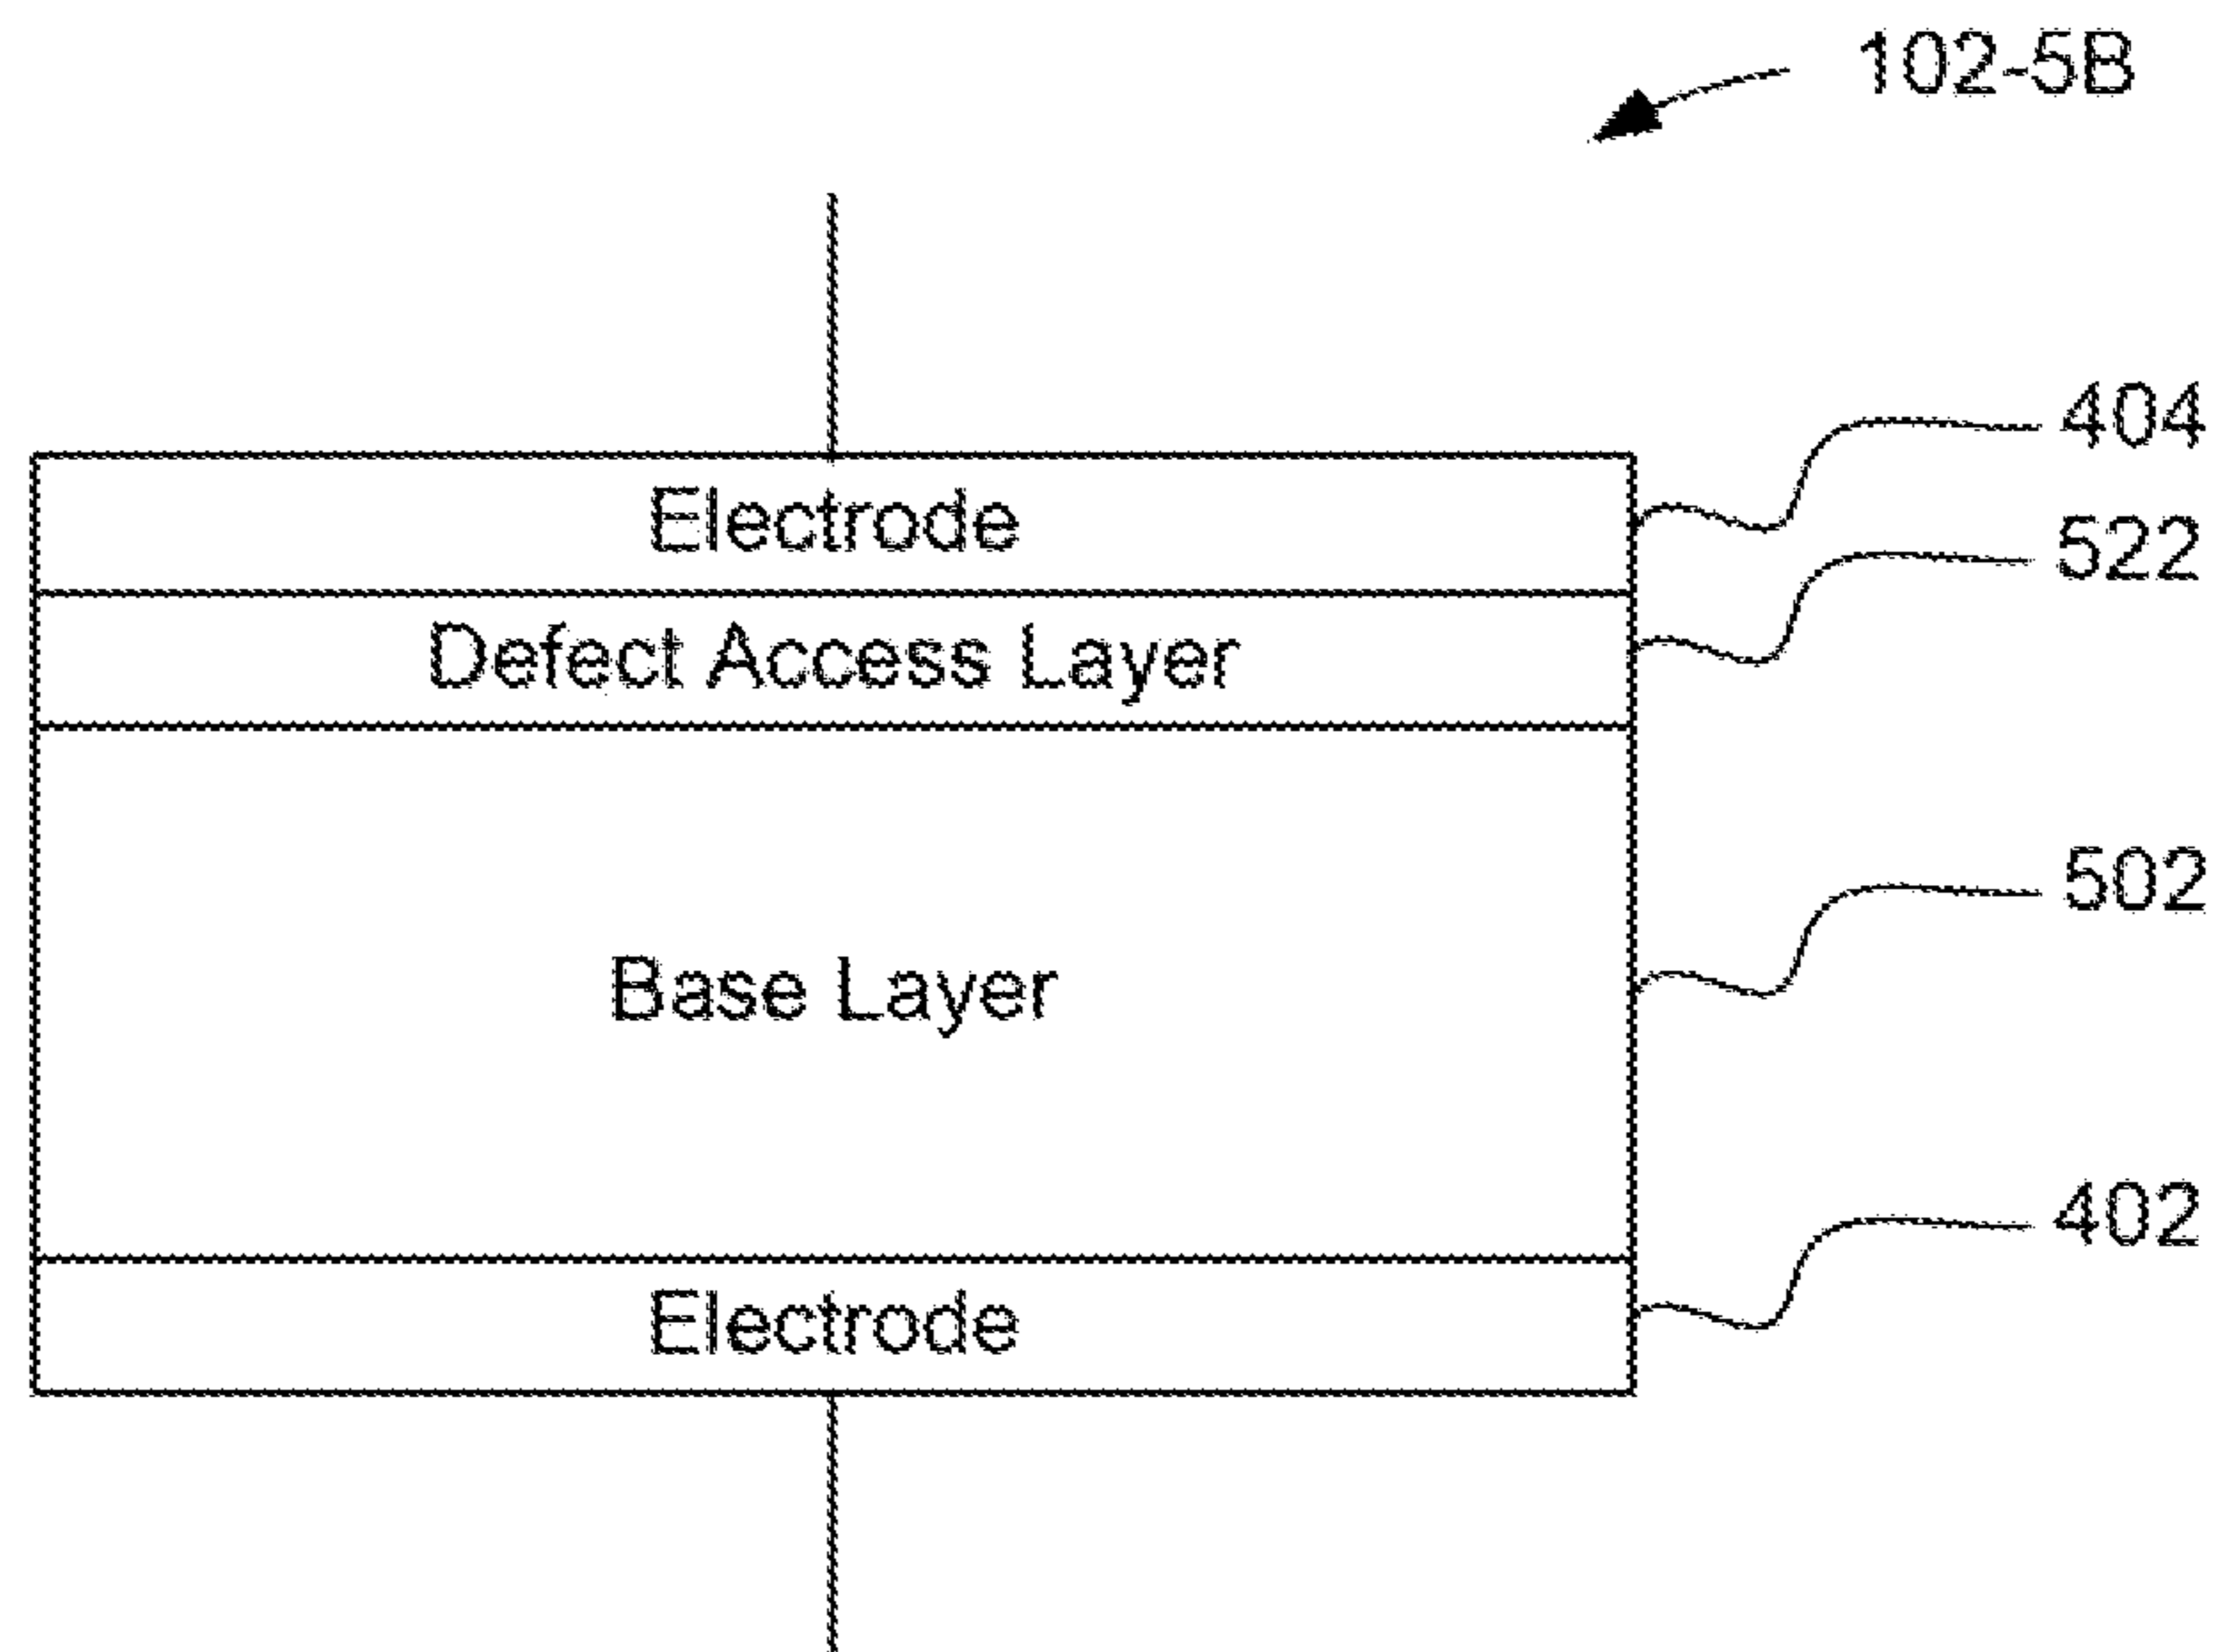 102-5B
404
Electrode
522
Defect Access Layer
502
Base Layer
402
Electrode